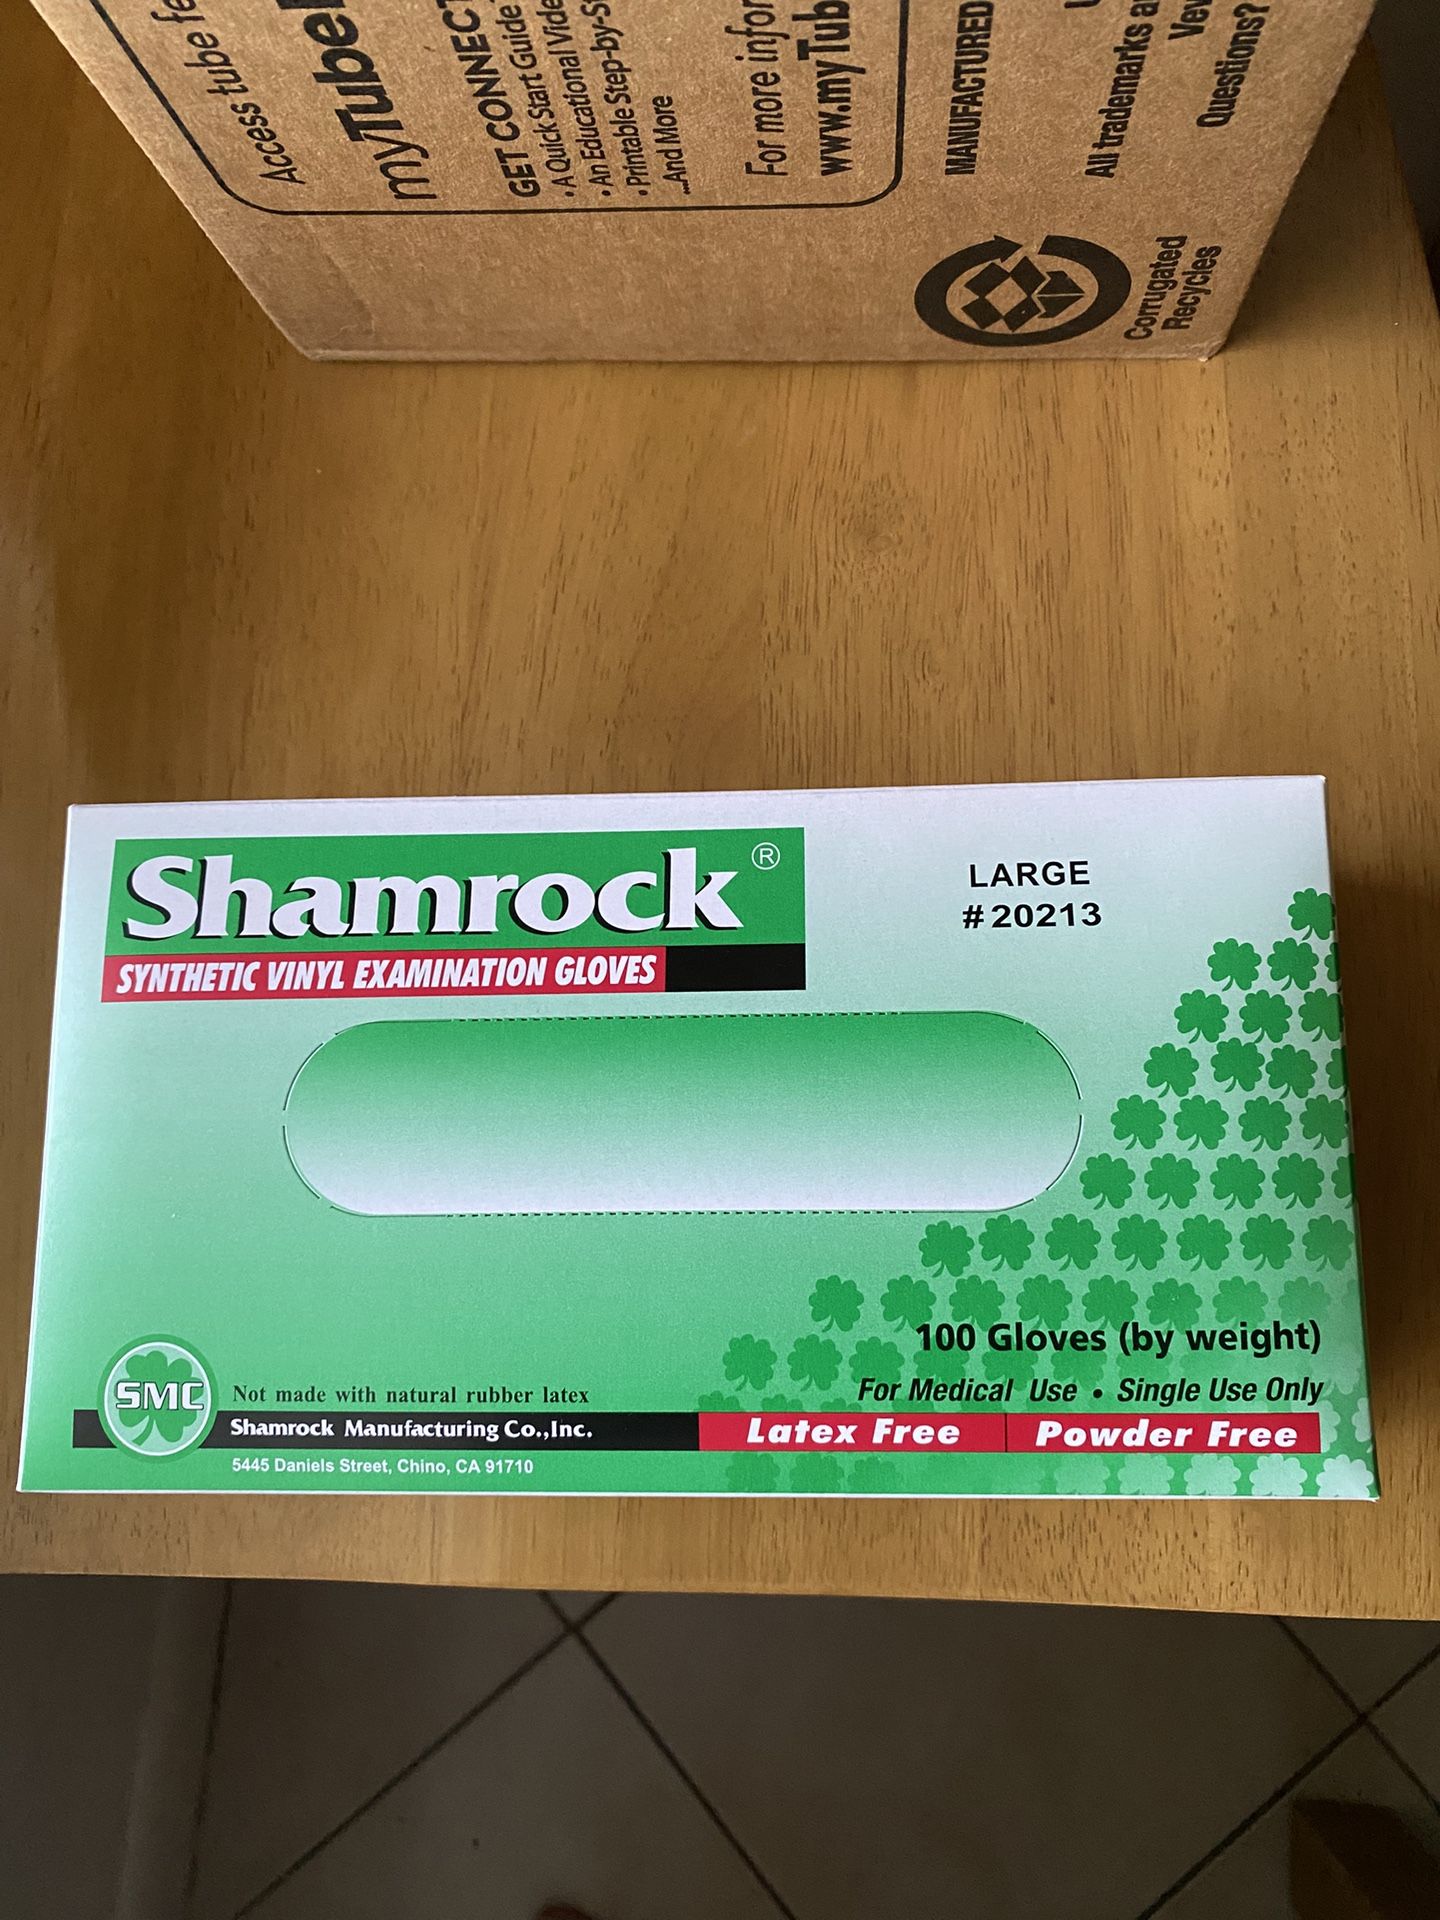 Access tube fe
myTube
GET CONNECT
• A Quick Start Guide
• An Educational Vide
• Printable Step-by-S
...And More
For more infor
www.myTub
MANUFACTURED
All trademarks a
Questions?
Corrugated
Recycles
Shamrock®
SYNTHETIC VINYL EXAMINATION GLOVES
LARGE
#20213
100 Gloves (by weight)
For Medical Use • Single Use Only
SMC
Not made with natural rubber latex
Shamrock Manufacturing Co.,Inc.
Latex Free
Powder Free
5445 Daniels Street, Chino, CA 91710